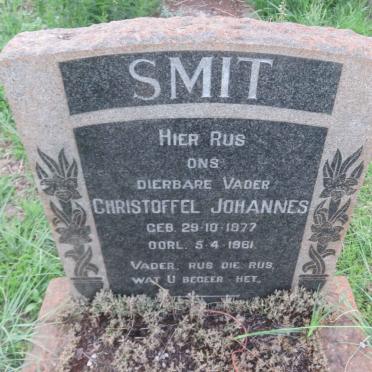 SMIT
HIER RUS
ONS
DIERBARE VADER
CHRISTOFFEL JOHANNES
GEB. 29·10·1877
OORL. 5·4·1961.
VADER, RUS DIE RUS,
WAT U BEGEER HET.